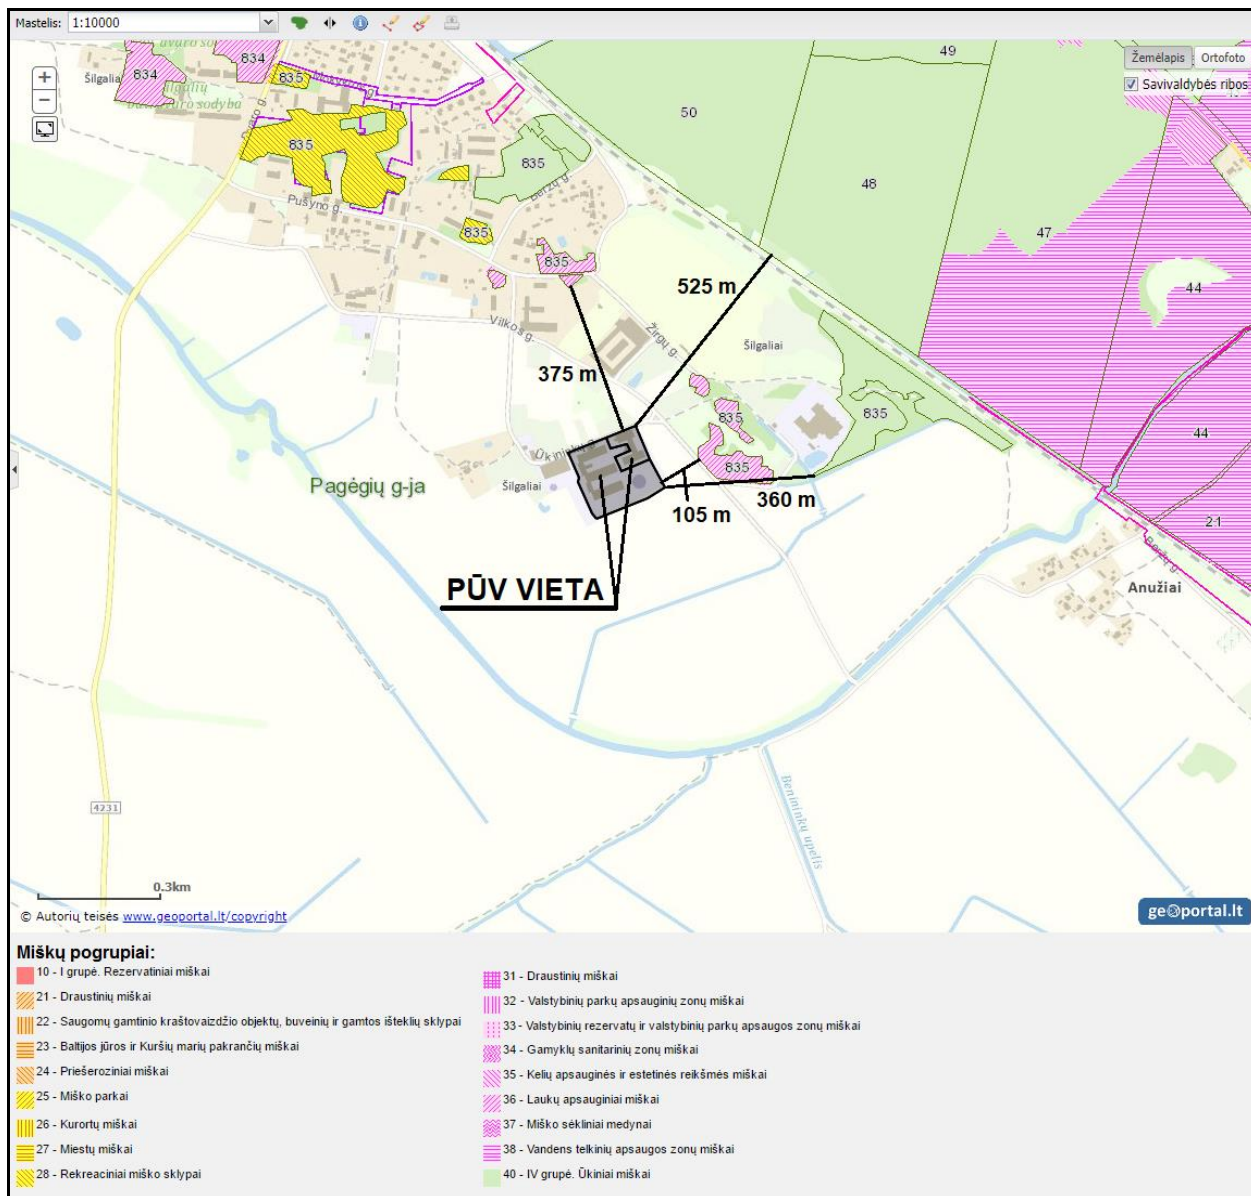 Mastelis: 1:10000
Žemėlapis Ortofoto
Savivaldybės ribos
+
−
49
50
48
47
44
44
21
834
834
835
835
835
835
835
835
835
835
Šilgaliai
Pušyno g.
Beržų g.
Vilkos g.
Žirgų g.
Šilgaliai
Šilgaliai
Pagėgių g-ja
525 m
375 m
105 m
360 m
PŪV VIETA
Anužiai
Benininkų upelis
4231
0.3km
© Autorių teisės www.geoportal.lt/copyright
geoportal.lt
Miškų pogrupiai:
10 - I grupė. Rezervatiniai miškai
21 - Draustinių miškai
22 - Saugomų gamtinio kraštovaizdžio objektų, buveinių ir gamtos išteklių sklypai
23 - Baltijos jūros ir Kuršių marių pakrančių miškai
24 - Priešeroziniai miškai
25 - Miško parkai
26 - Kurortų miškai
27 - Miestų miškai
28 - Rekreaciniai miško sklypai
31 - Draustinių miškai
32 - Valstybinių parkų apsauginių zonų miškai
33 - Valstybinių rezervatų ir valstybinių parkų apsaugos zonų miškai
34 - Gamyklų sanitarinių zonų miškai
35 - Kelių apsauginės ir estetinės reikšmės miškai
36 - Laukų apsauginiai miškai
37 - Miško sėkliniai medynai
38 - Vandens telkinių apsaugos zonų miškai
40 - IV grupė. Ūkiniai miškai